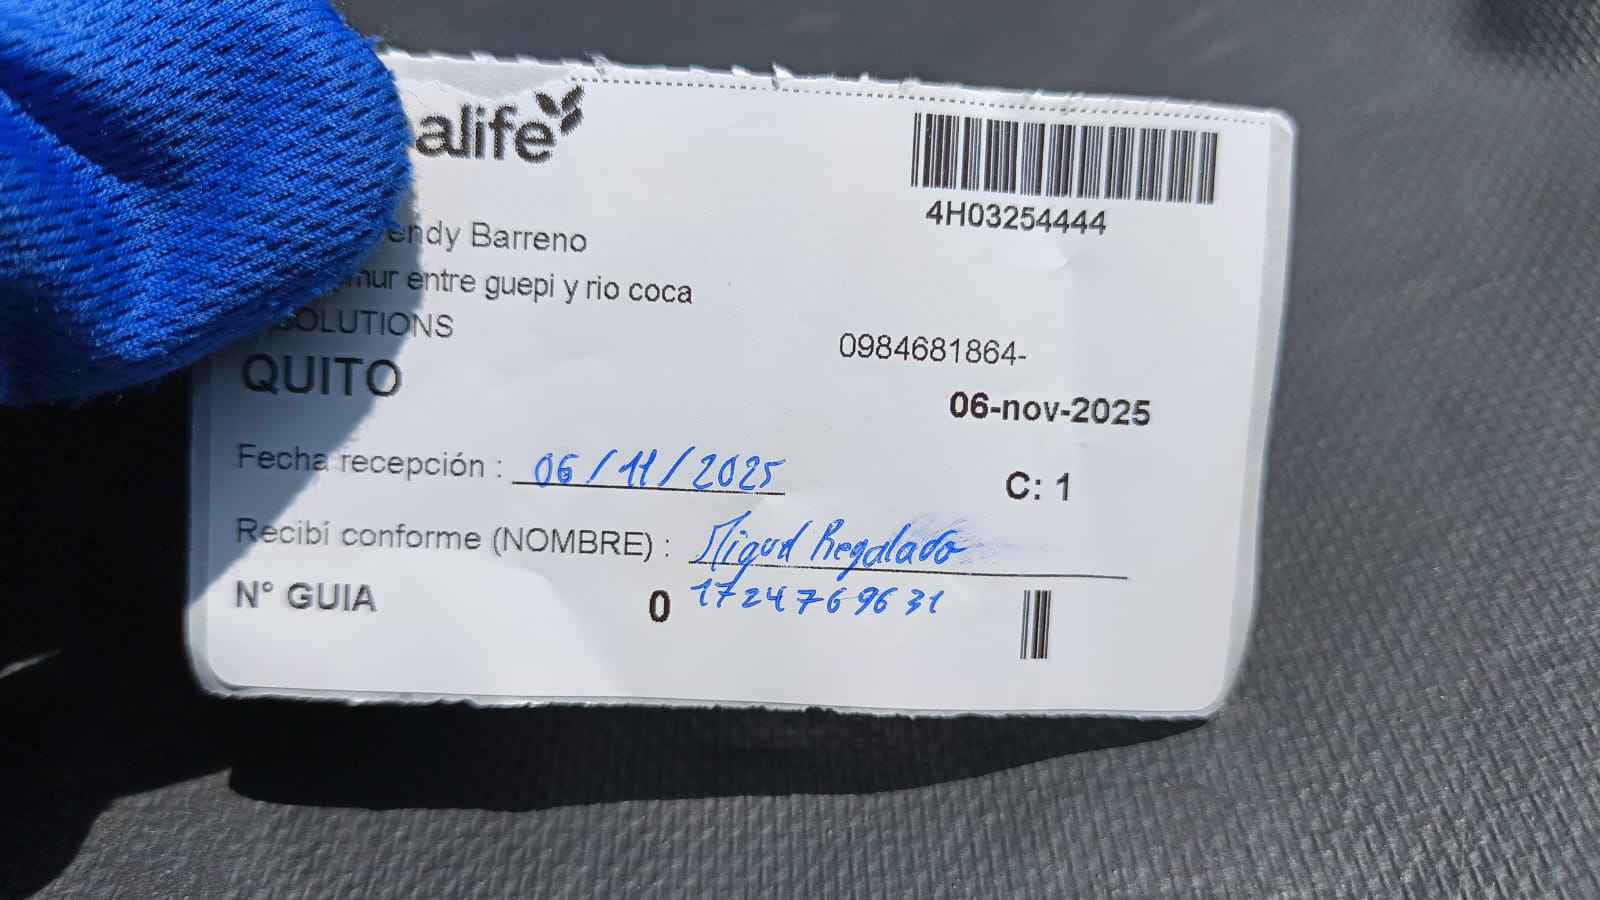 alife
4H03254444
endy Barreno
mur entre guepi y rio coca
SOLUTIONS
0984681864-
QUITO
06-nov-2025
Fecha recepción : 06/11/2025
C: 1
Recibí conforme (NOMBRE) : Miguel Regalado
N° GUIA 0 1724769631